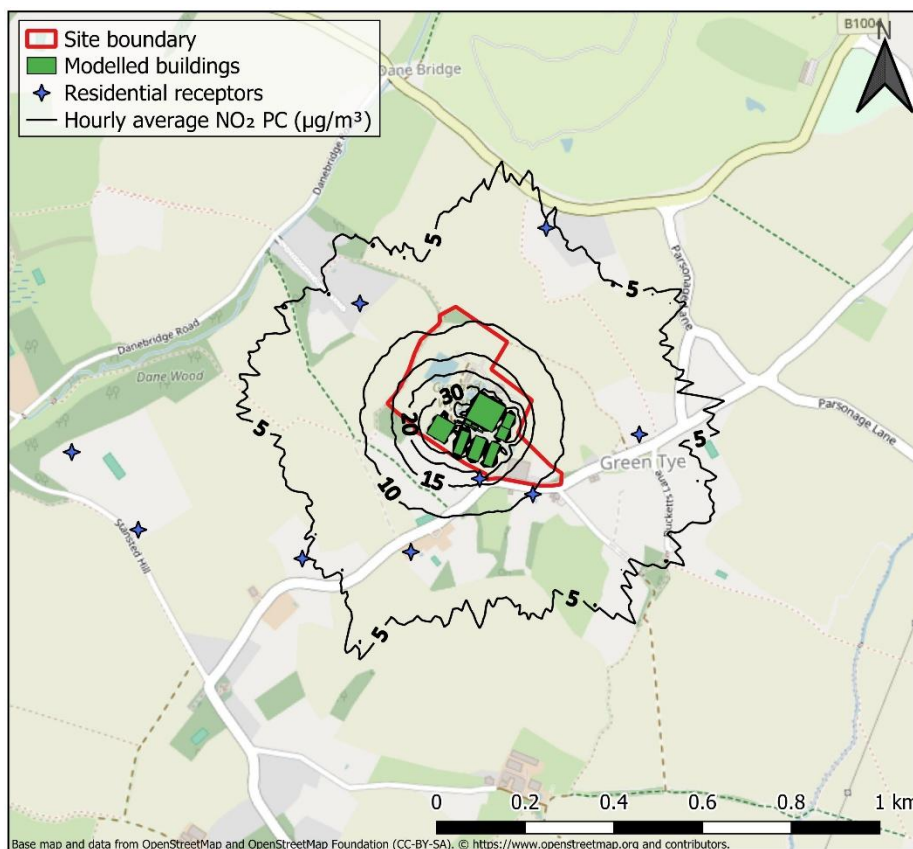 Site boundary
Modelled buildings
Residential receptors
Hourly average NO₂ PC (µg/m³)
B1004
N
Dane Bridge
Danebridge
5
5
Parsonage Lane
Danebridge Road
Dane Wood
30
20
15
10
5
5
Parsonage Lane
Green Tye
Ducketts Lane
Stansted Hill
5
5
0 0.2 0.4 0.6 0.8 1 km
Base map and data from OpenStreetMap and OpenStreetMap Foundation (CC-BY-SA). © https://www.openstreetmap.org and contributors.